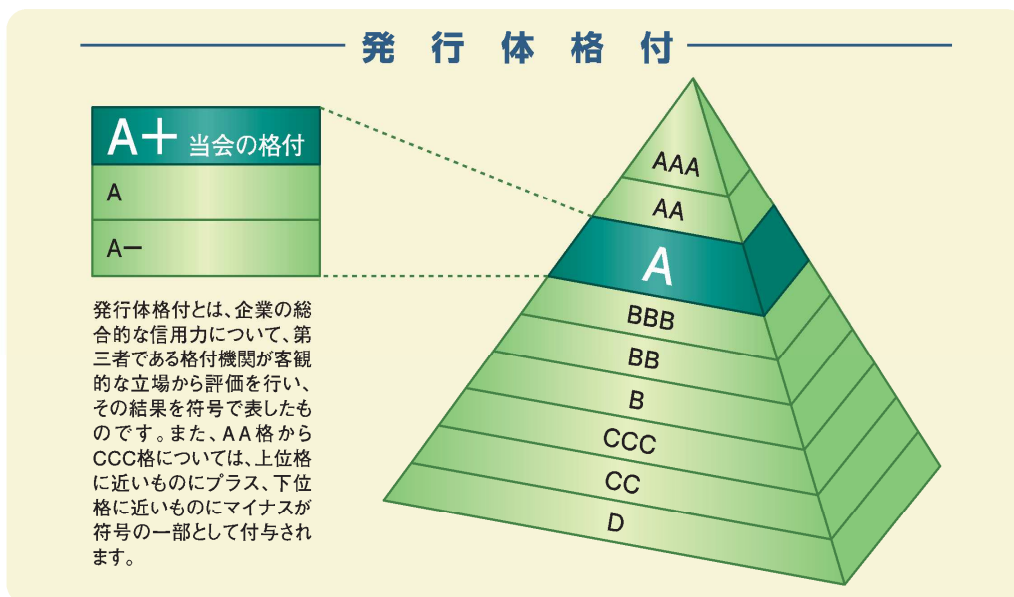 発行体格付
A＋ 当会の格付
A
A－
発行体格付とは、企業の総
合的な信用力について、第
三者である格付機関が客観
的な立場から評価を行い、
その結果を符号で表したも
のです。また、AA格から
CCC格については、上位格
に近いものにプラス、下位
格に近いものにマイナスが
符号の一部として付与され
ます。
AAA
AA
A
BBB
BB
B
CCC
CC
D